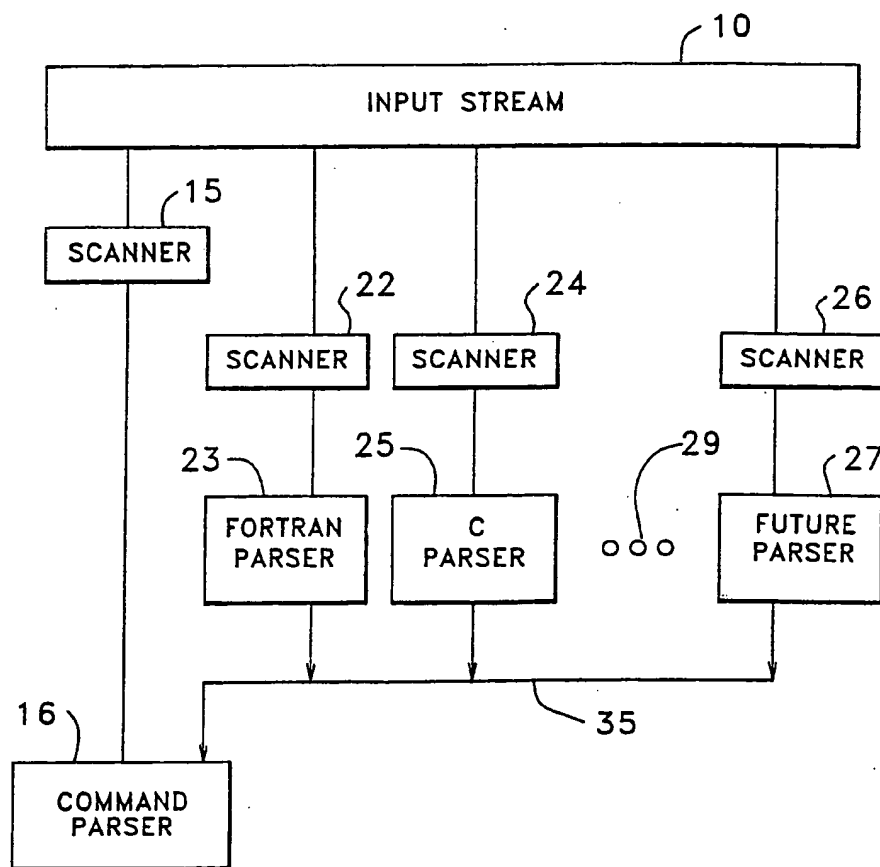 10
INPUT STREAM
15
SCANNER
22
24
26
SCANNER
SCANNER
SCANNER
23
25
29
27
FORTRAN
PARSER
C
PARSER
FUTURE
PARSER
35
16
COMMAND
PARSER